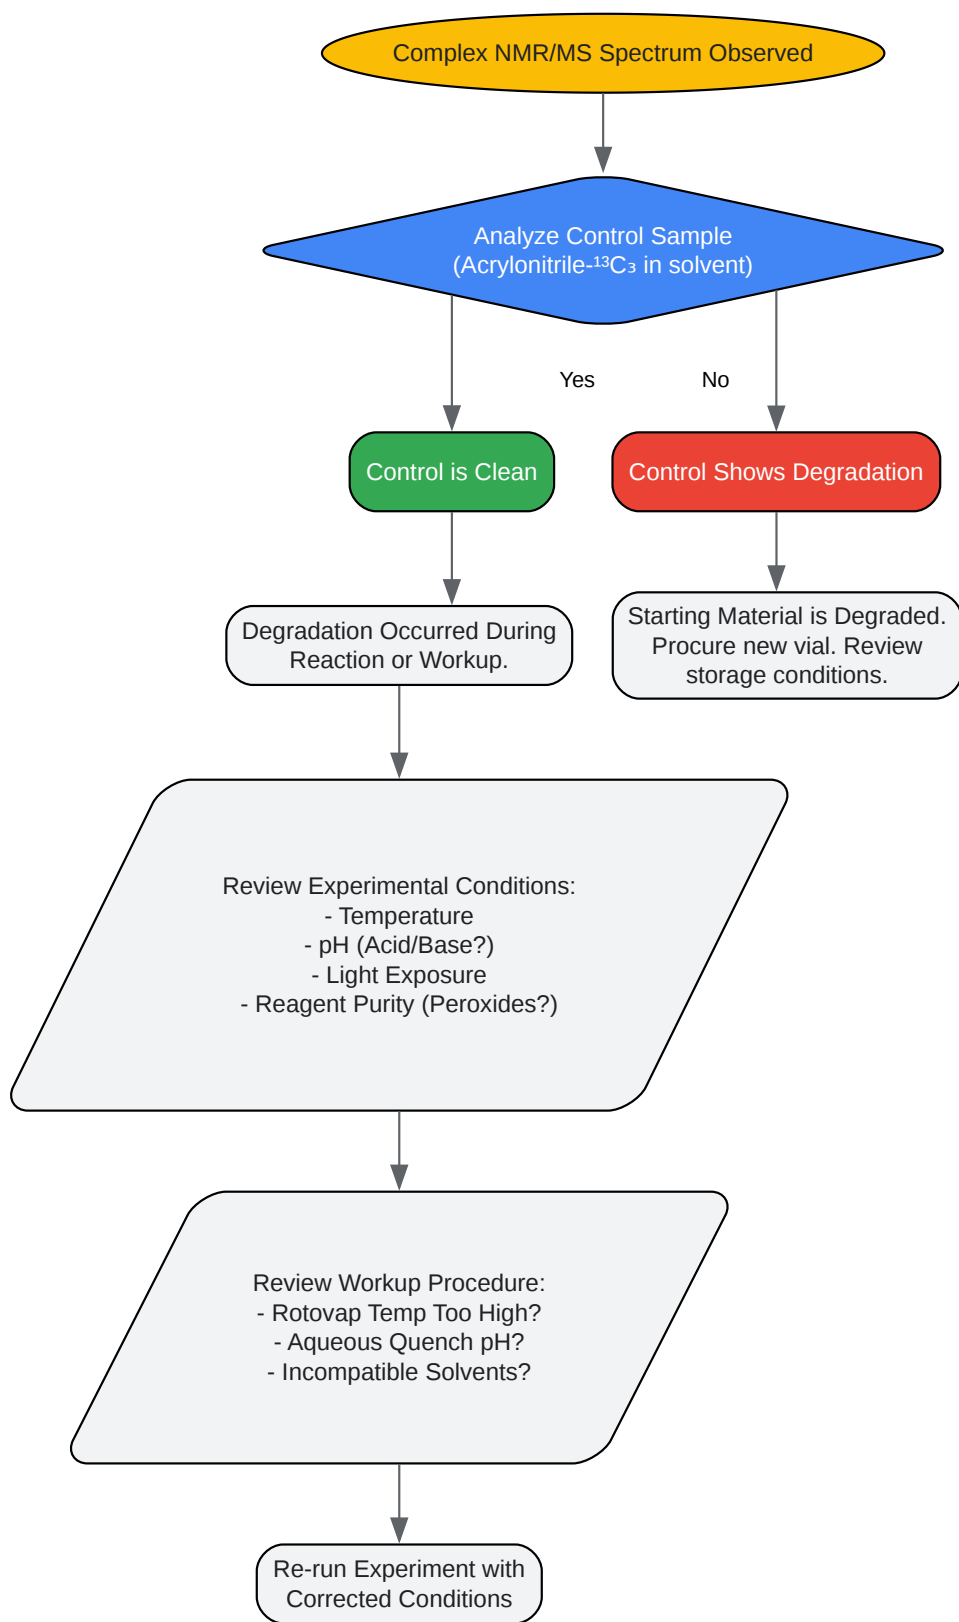 Complex NMR/MS Spectrum Observed
Analyze Control Sample
(Acrylonitrile-¹³C₃ in solvent)
Yes
No
Control is Clean
Control Shows Degradation
Degradation Occurred During
Reaction or Workup.
Starting Material is Degraded.
Procure new vial. Review
storage conditions.
Review Experimental Conditions:
- Temperature
- pH (Acid/Base?)
- Light Exposure
- Reagent Purity (Peroxides?)
Review Workup Procedure:
- Rotovap Temp Too High?
- Aqueous Quench pH?
- Incompatible Solvents?
Re-run Experiment with
Corrected Conditions